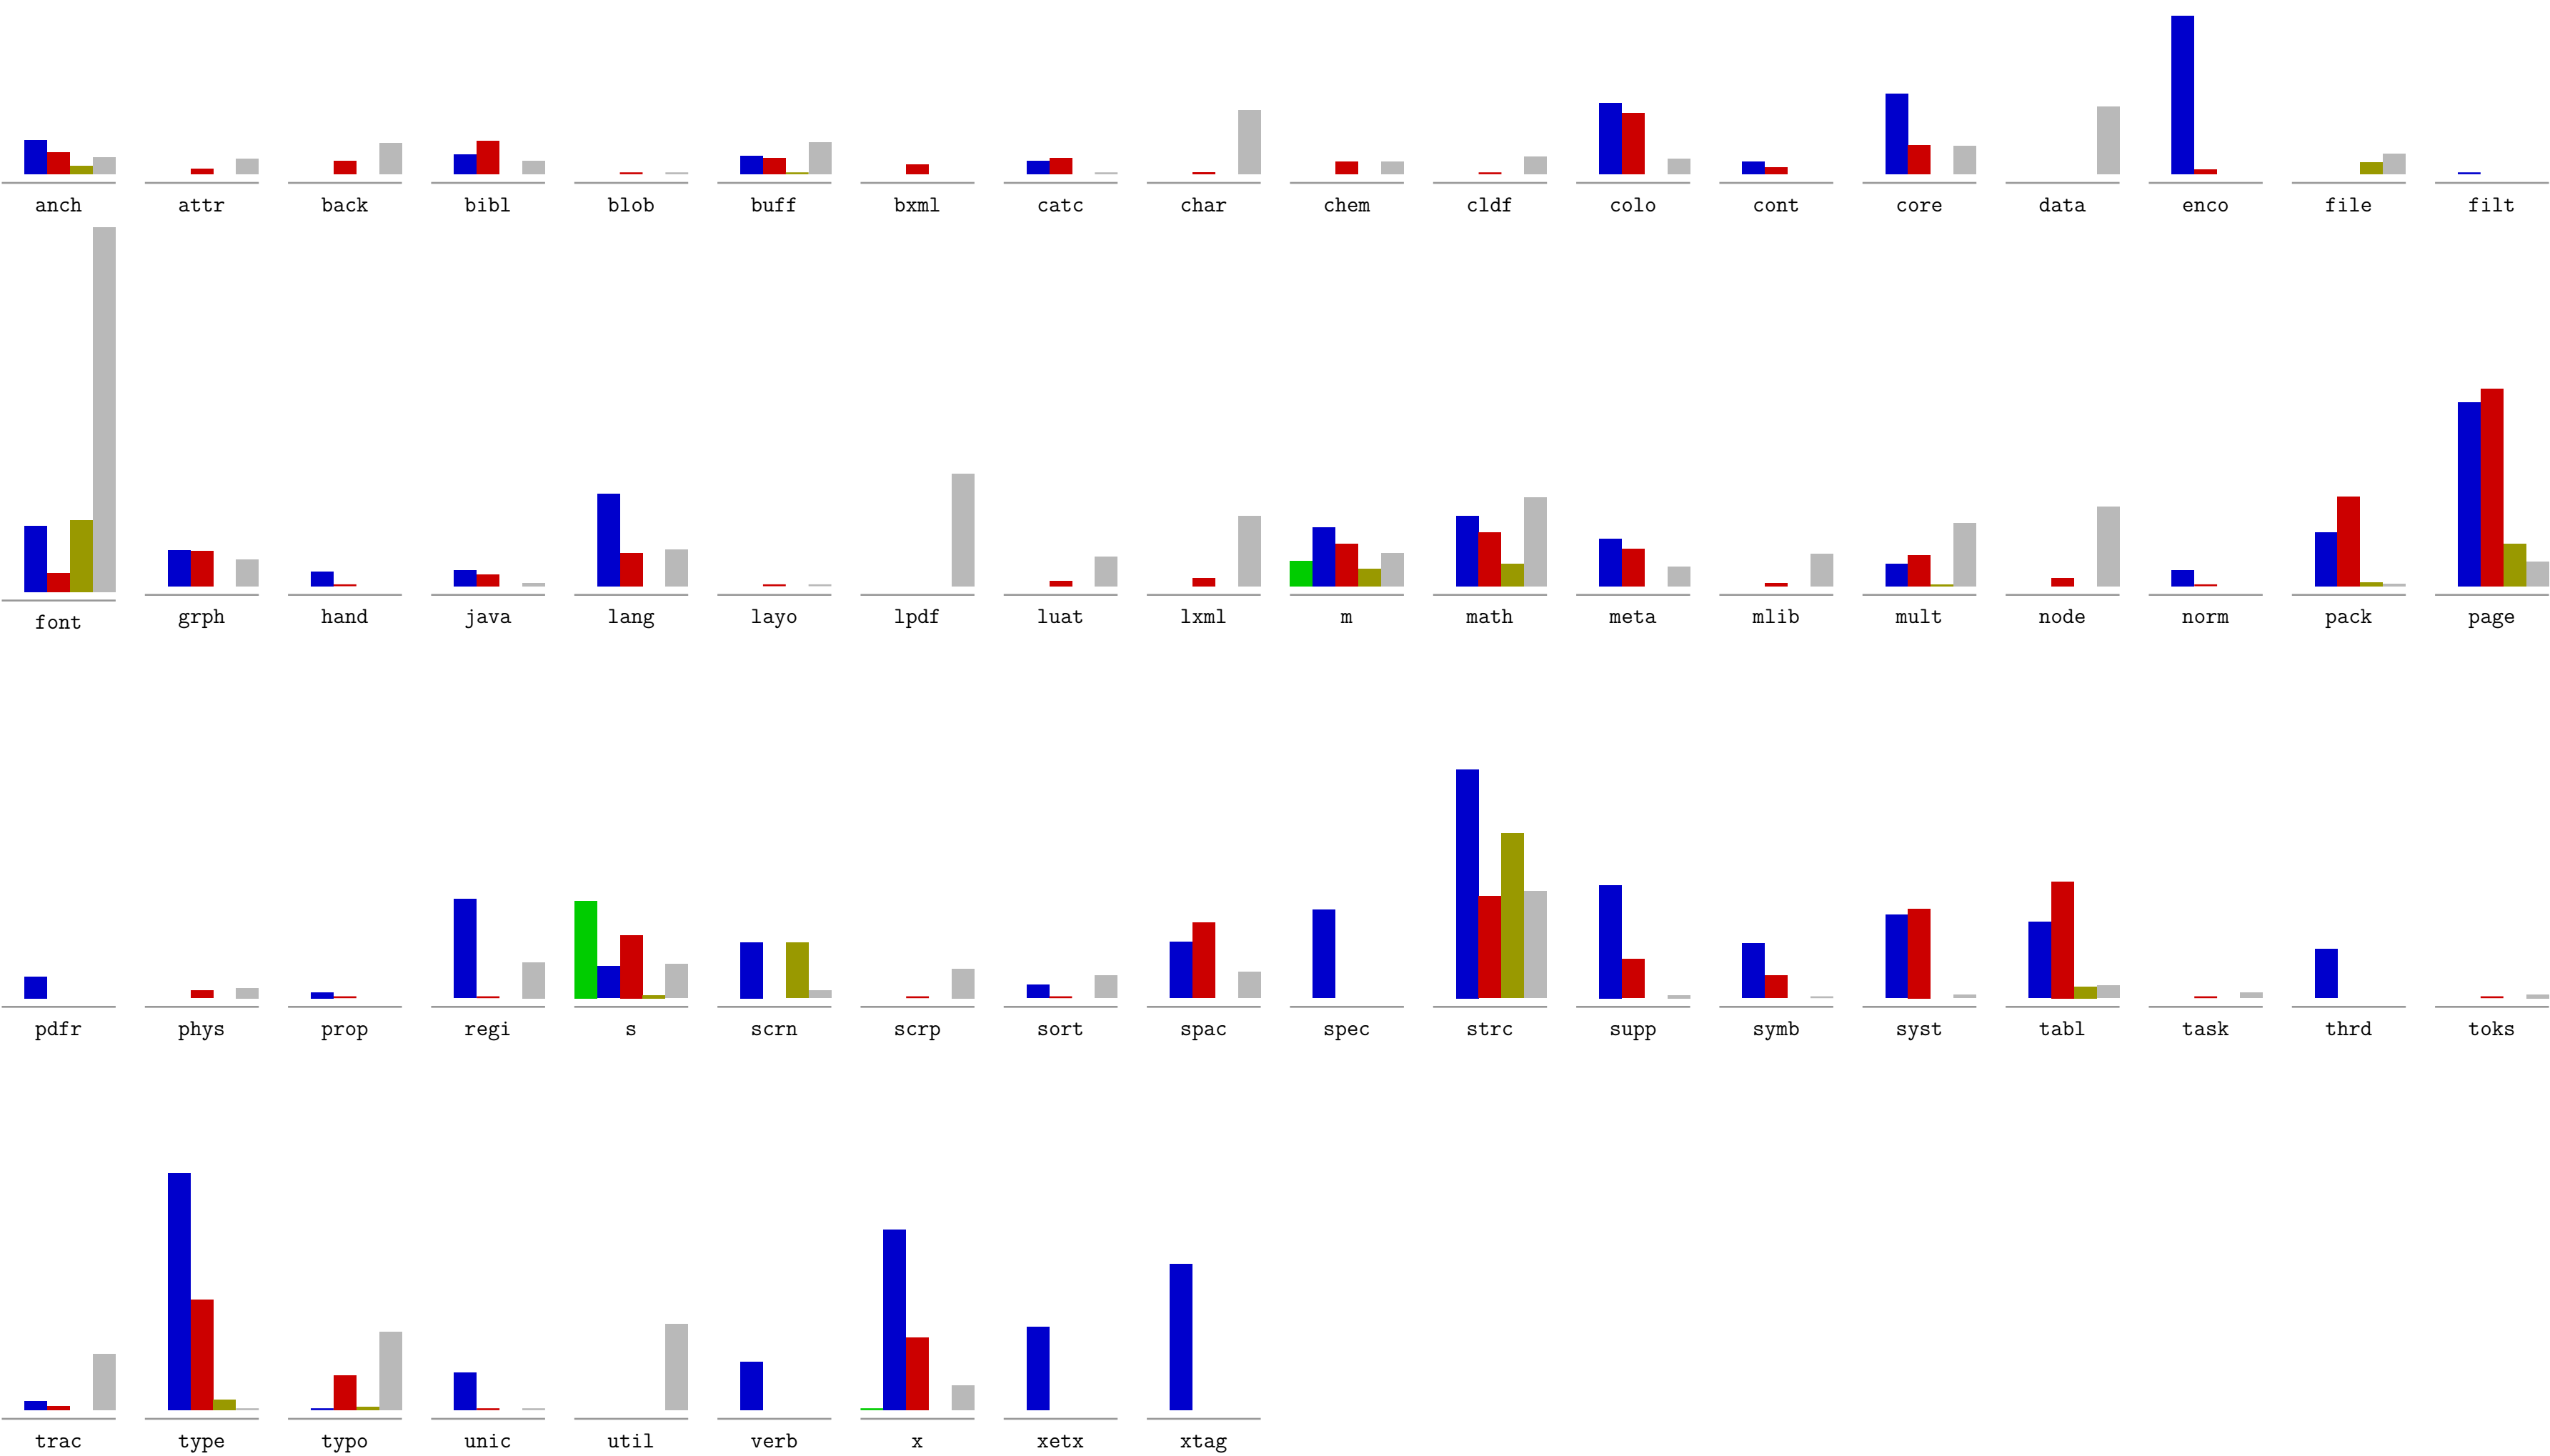 anch attr back bibl blob buff bxml catc char chem cldf colo cont core data enco file filt
font grph hand java lang layo lpdf luat lxml m math meta mlib mult node norm pack page
pdfr phys prop regi s scrn scrp sort spac spec strc supp symb syst tabl task thrd toks
trac type typo unic util verb x xetx xtag